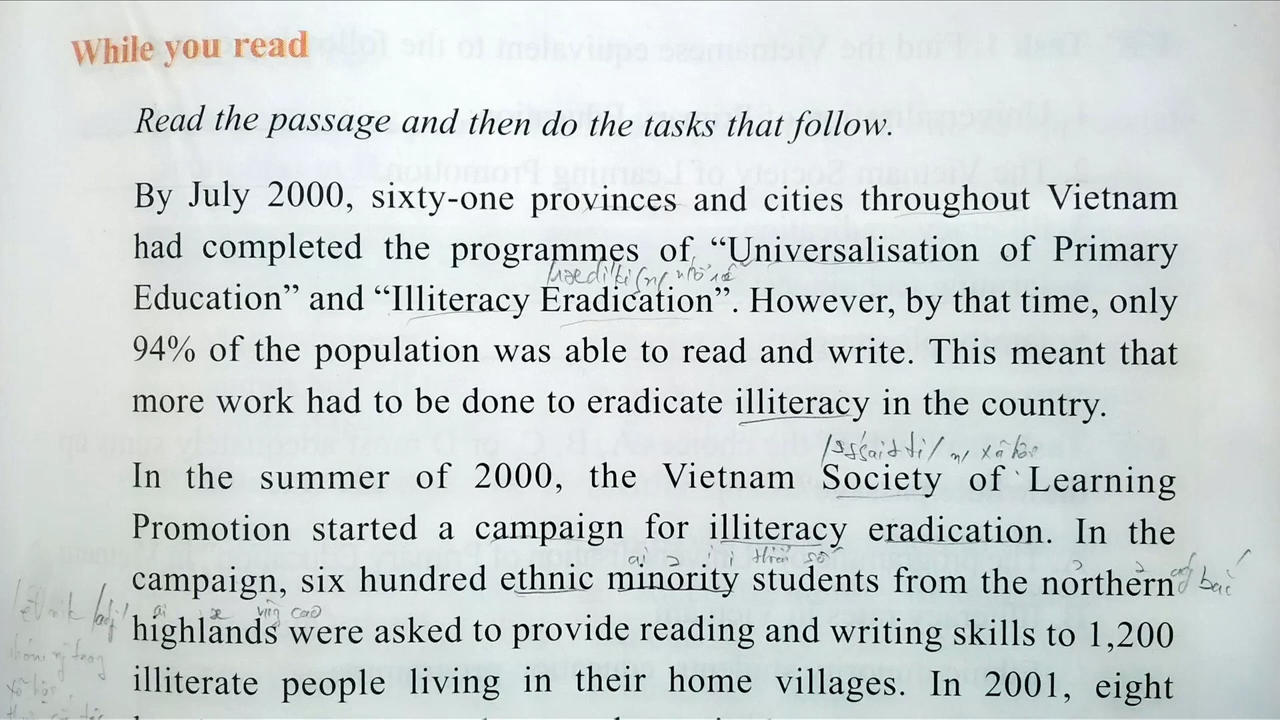 While you read
Read the passage and then do the tasks that follow.
By July 2000, sixty-one provinces and cities throughout Vietnam
had completed the programmes of “Universalisation of Primary
Education” and “Illiteracy Eradication”. However, by that time, only
94% of the population was able to read and write. This meant that
more work had to be done to eradicate illiteracy in the country.
n/ xã hội
In the summer of 2000, the Vietnam Society of Learning
Promotion started a campaign for illiteracy eradication. In the
thiểu số
campaign, six hundred ethnic minority students from the northern
vùng cao
highlands were asked to provide reading and writing skills to 1,200
illiterate people living in their home villages. In 2001, eight